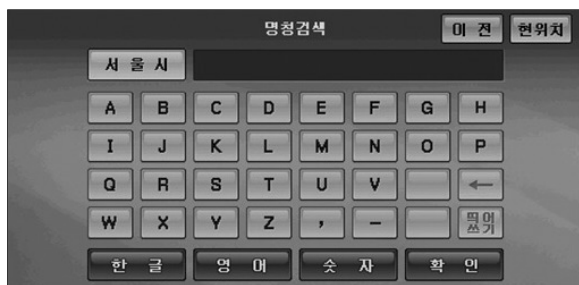 명칭검색 이 전 현위치
서울시
A B C D E F G H
I J K L M N O P
Q R S T U V ←
W X Y Z , – 띄어쓰기
한 글 영 어 숫 자 확 인